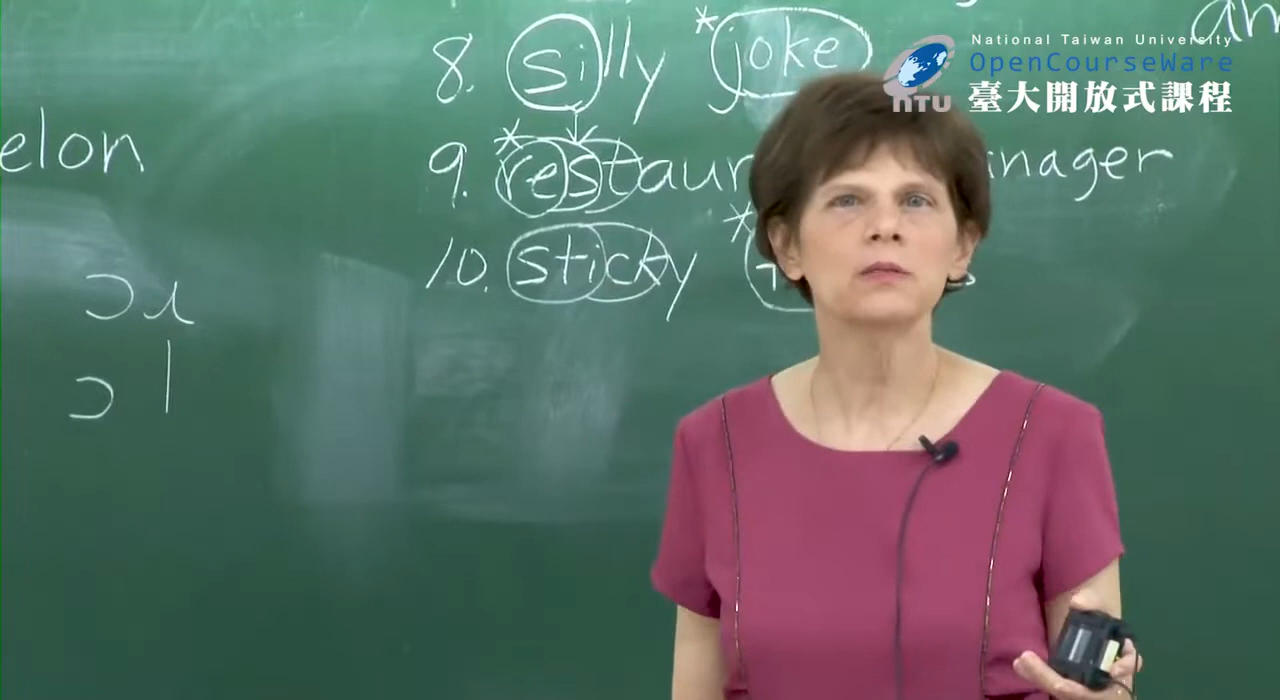 8. silly *joke
National Taiwan University
OpenCourseWare
NTU 臺大開放式課程
elon
9. *restaur nager
10. sticky *
ɔɪ
ɔ l